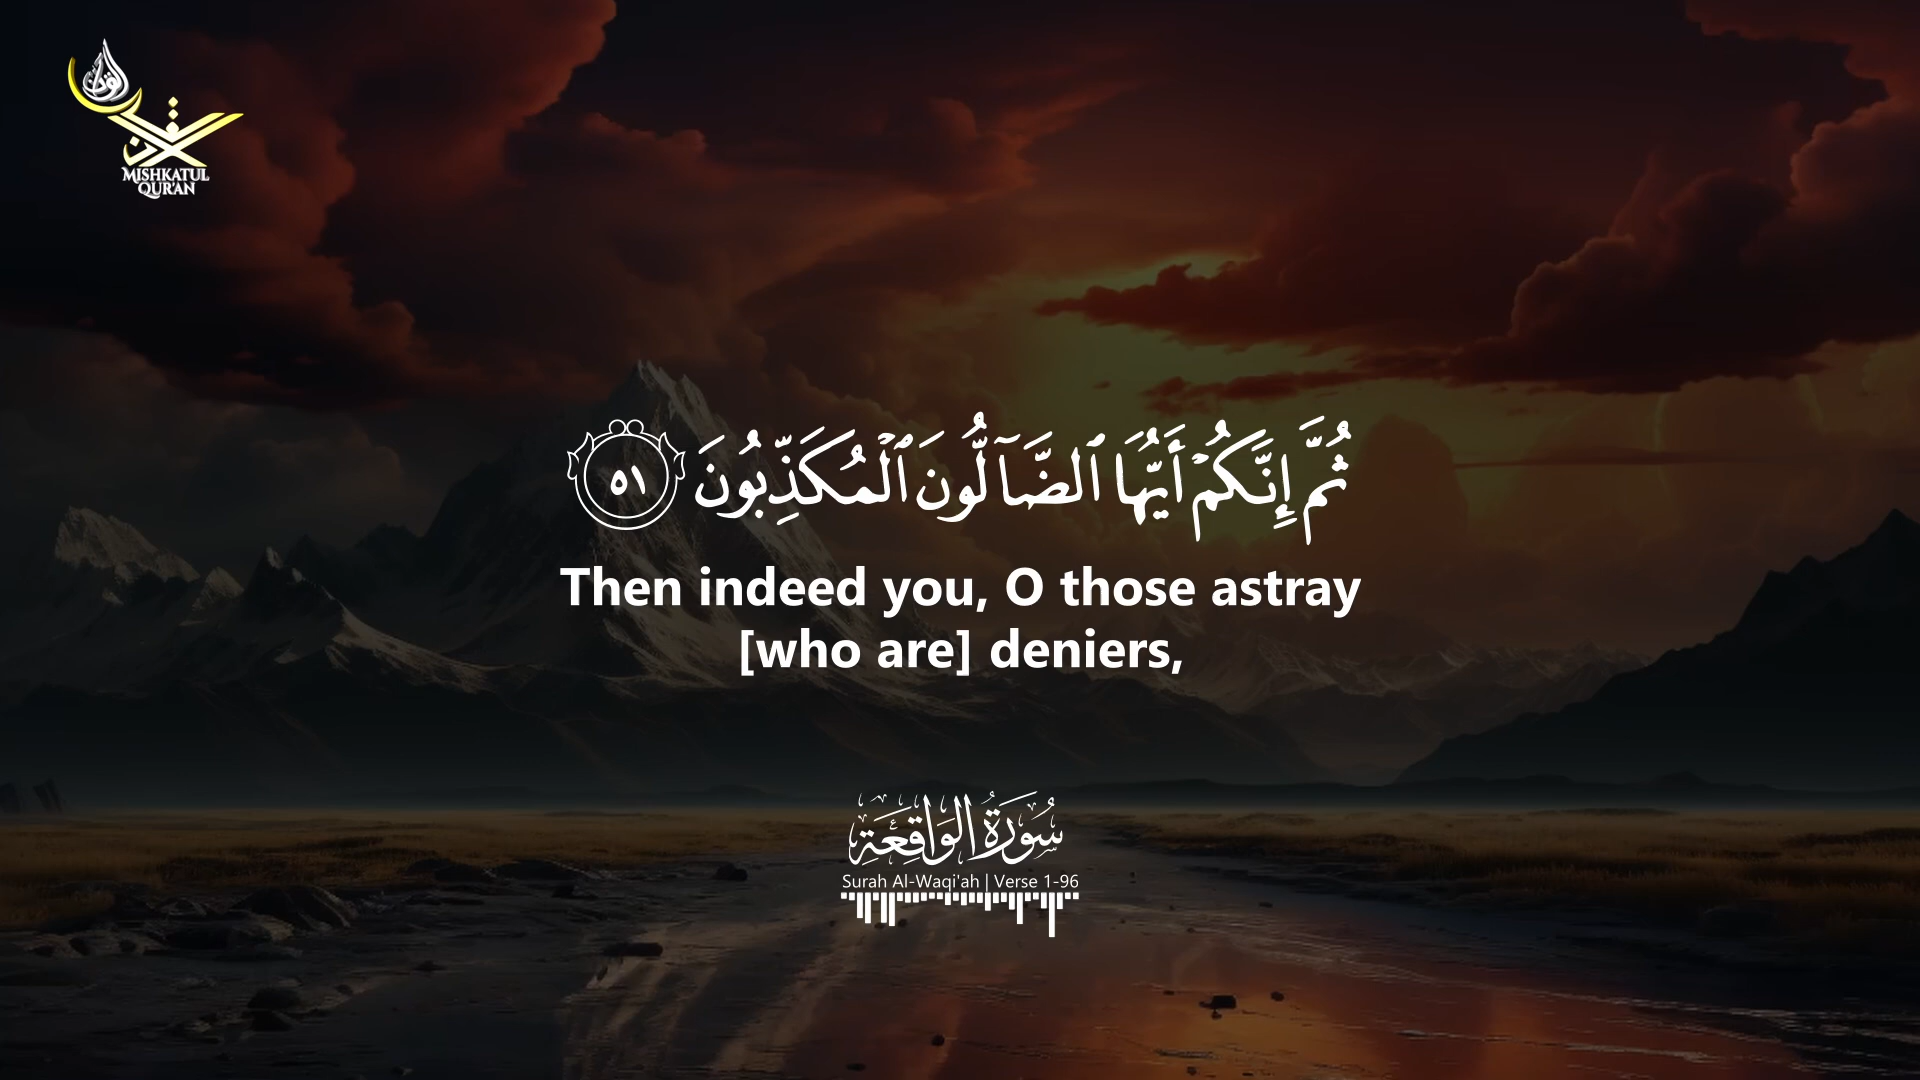 القرآن
MISHKATUL
QUR'AN
ثُمَّ إِنَّكُمْ أَيُّهَا ٱلضَّآلُّونَ ٱلْمُكَذِّبُونَ ٥١
Then indeed you, O those astray
[who are] deniers,
سُورَةُ الوَاقِعَةِ
Surah Al-Waqi'ah | Verse 1-96